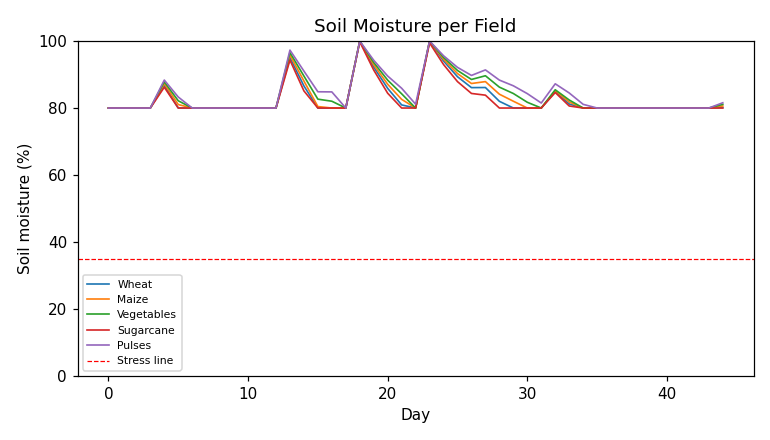 Soil Moisture per Field
Soil moisture (%)
100
80
60
40
20
0
Wheat
Maize
Vegetables
Sugarcane
Pulses
Stress line
0 10 20 30 40
Day